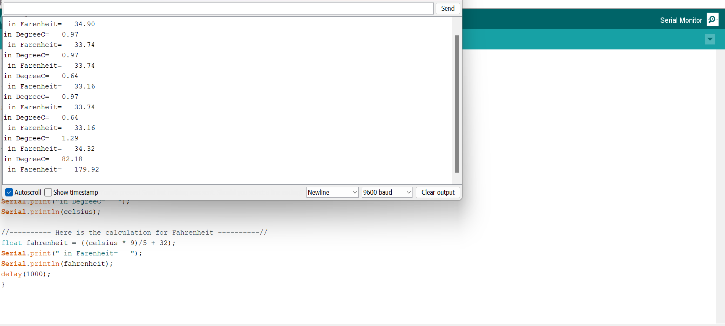 Send
Serial Monitor
in Farenheit= 34.90
in DegreeC= 0.97
in Farenheit= 33.74
in DegreeC= 0.97
in Farenheit= 33.74
in DegreeC= 0.64
in Farenheit= 33.16
in DegreeC= 0.97
in Farenheit= 33.74
in DegreeC= 0.64
in Farenheit= 33.16
in DegreeC= 1.29
in Farenheit= 34.32
in DegreeC= 82.18
in Farenheit= 179.92
Autoscroll Show timestamp Newline 9600 baud Clear output
Serial.print("in DegreeC= ");
Serial.println(celsius);
//---------- Here is the calculation for Fahrenheit ----------//
float fahrenheit = ((celsius * 9)/5 + 32);
Serial.print(" in Farenheit= ");
Serial.println(fahrenheit);
delay(1000);
}